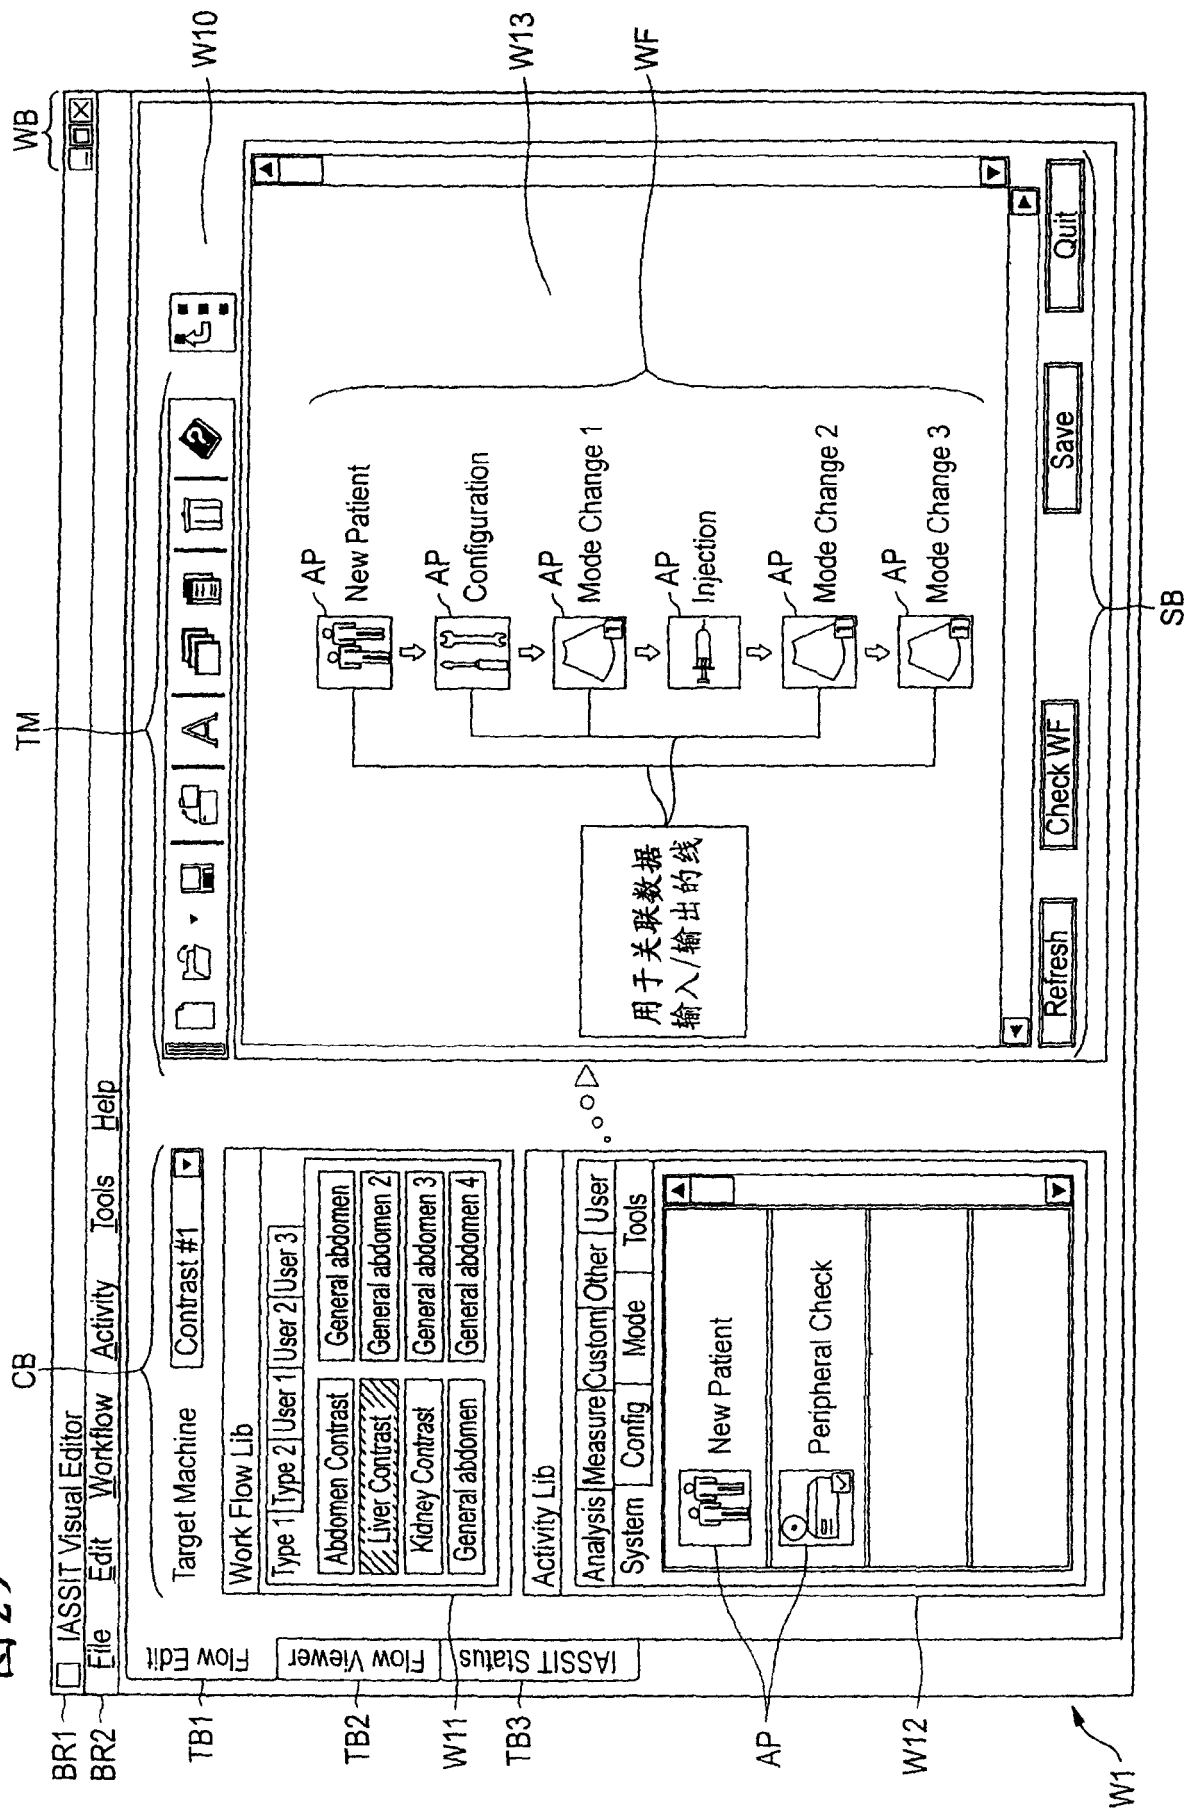 图 29
WB
BR1
IASSIT Visual Editor
BR2
File Edit Workflow Activity Tools Help
CB
TM
W10
TB1
Flow Edit
Target Machine
Contrast #1
A
?
TB2
Flow Viewer
Work Flow Lib
Type 1 Type 2 User 1 User 2 User 3
Abdomen Contrast General abdomen
Liver Contrast General abdomen 2
Kidney Contrast General abdomen 3
General abdomen General abdomen 4
W11
TB3
IASSIT Status
Activity Lib
Analysis Measure Custom Other User
System Config Mode Tools
New Patient
Peripheral Check
AP
W12
W1
W13
WF
AP
New Patient
AP
Configuration
AP
Mode Change 1
AP
Injection
AP
Mode Change 2
AP
Mode Change 3
用于关联数据
输入/输出的线
Refresh Check WF Save Quit
SB